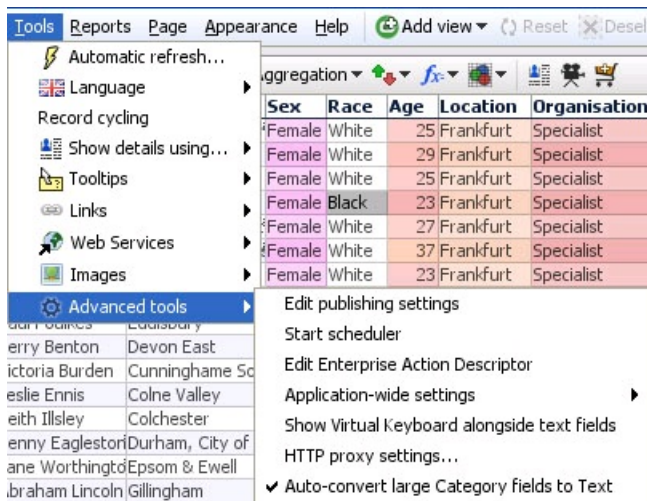 Tools Reports Page Appearance Help Add view Reset Desel
Automatic refresh...
Language
Record cycling
Show details using...
Tooltips
Links
Web Services
Images
Advanced tools
ggregation fx
Sex Race Age Location Organisation
Female White 25 Frankfurt Specialist
Female White 29 Frankfurt Specialist
Female White 25 Frankfurt Specialist
Female Black 23 Frankfurt Specialist
Female White 27 Frankfurt Specialist
Female White 37 Frankfurt Specialist
Female White 23 Frankfurt Specialist
Edit publishing settings
Start scheduler
Edit Enterprise Action Descriptor
Application-wide settings
Show Virtual Keyboard alongside text fields
HTTP proxy settings...
Auto-convert large Category fields to Text
erry Benton Devon East
ictoria Burden Cunninghame So
eslie Ennis Colne Valley
eith Illsley Colchester
enny Eaglestor Durham, City of
ane Worthingto Epsom & Ewell
braham Lincoln Gillingham